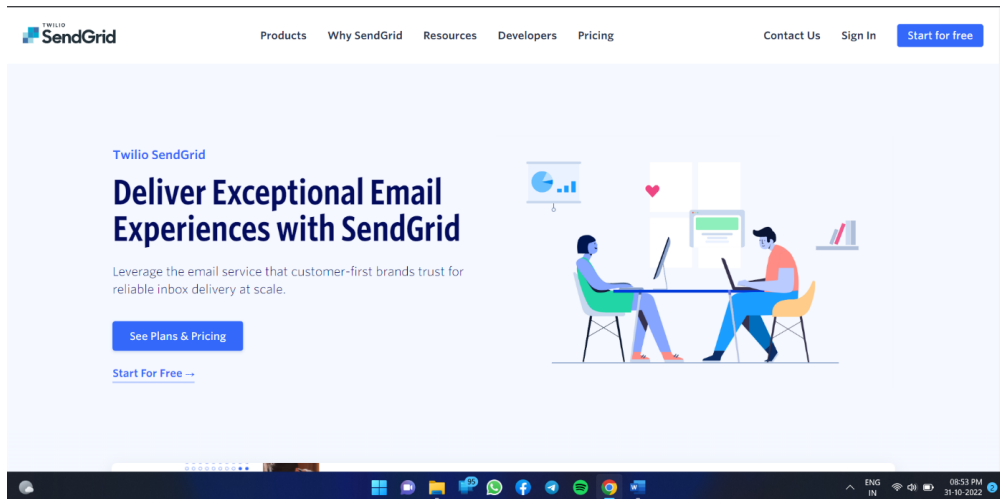 TWILIO
SendGrid
Products Why SendGrid Resources Developers Pricing Contact Us Sign In Start for free
Twilio SendGrid
Deliver Exceptional Email
Experiences with SendGrid
Leverage the email service that customer-first brands trust for
reliable inbox delivery at scale.
See Plans & Pricing
Start For Free →
95
W
ENG
IN
08:53 PM
31-10-2022
2